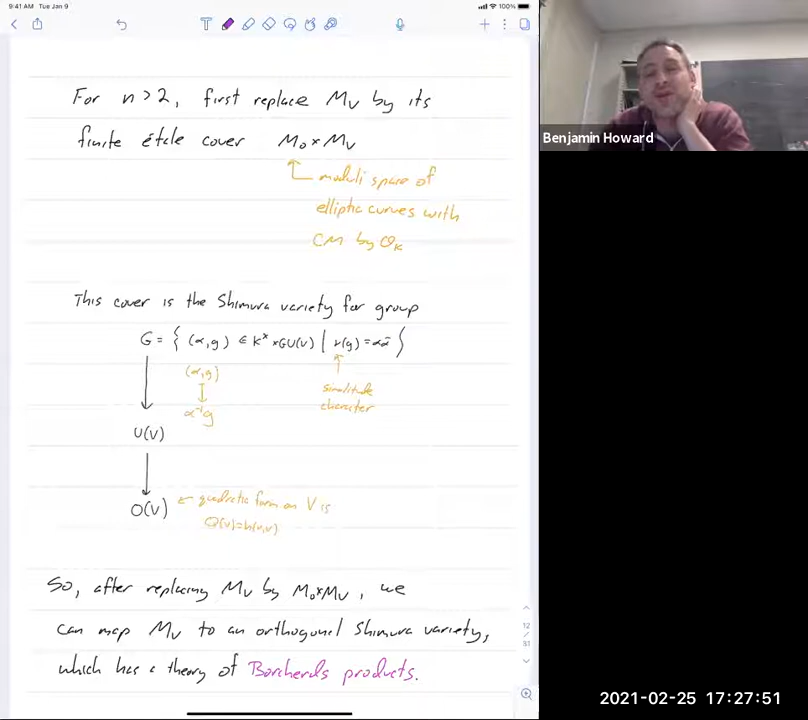 9:41 AM Tue Jan 9
100%
For n > 2, first replace M_V by its
finite étale cover M_0 × M_V
moduli space of
elliptic curves with
CM by O_K
This cover is the Shimura variety for group
G = { (α,g) ∈ K^× × GU(V) | ν(g) = αᾱ }
(α,g)
↦
α^{-1}g
similitude
character
U(V)
O(V) ← quadratic form on V is
Q(v)=h(v,v)
So, after replacing M_V by M_0×M_V, we
can map M_V to an orthogonal Shimura variety,
which has a theory of Borcherds products.
12
/
31
Benjamin Howard
2021-02-25 17:27:51